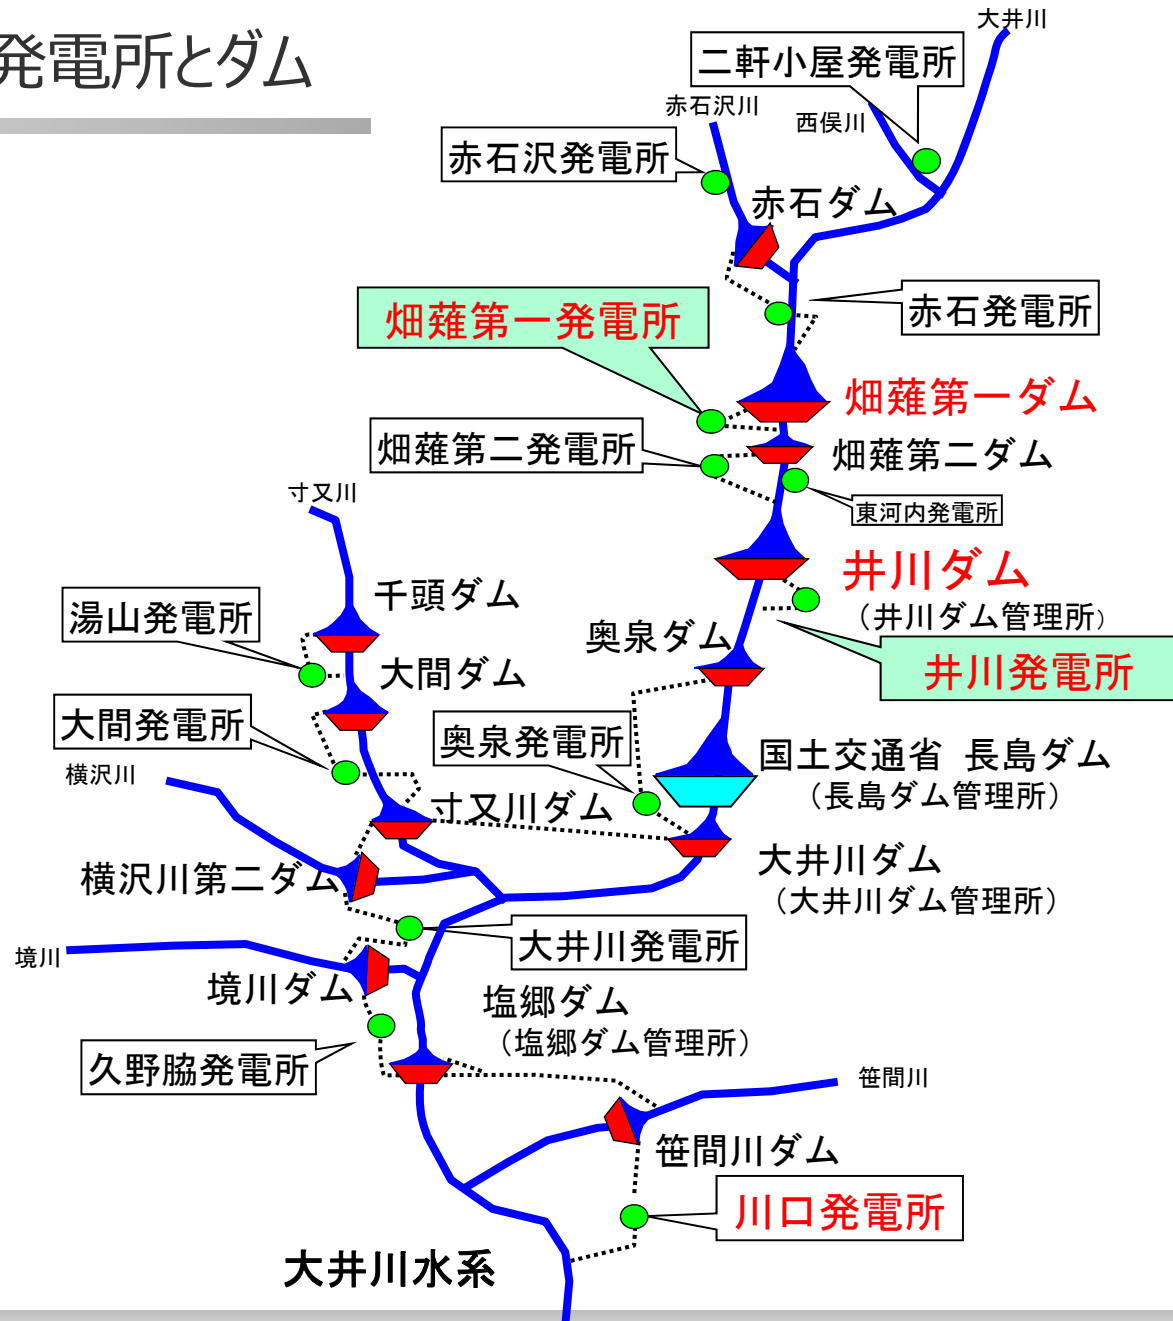 発電所とダム
大井川
二軒小屋発電所
赤石沢川
西俣川
赤石沢発電所
赤石ダム
畑薙第一発電所
赤石発電所
畑薙第一ダム
畑薙第二発電所
畑薙第二ダム
寸又川
東河内発電所
井川ダム
(井川ダム管理所)
千頭ダム
湯山発電所
奥泉ダム
井川発電所
大間ダム
大間発電所
奥泉発電所
国土交通省 長島ダム
(長島ダム管理所)
横沢川
寸又川ダム
大井川ダム
(大井川ダム管理所)
横沢川第二ダム
大井川発電所
境川
境川ダム
塩郷ダム
(塩郷ダム管理所)
久野脇発電所
笹間川
笹間川ダム
川口発電所
大井川水系